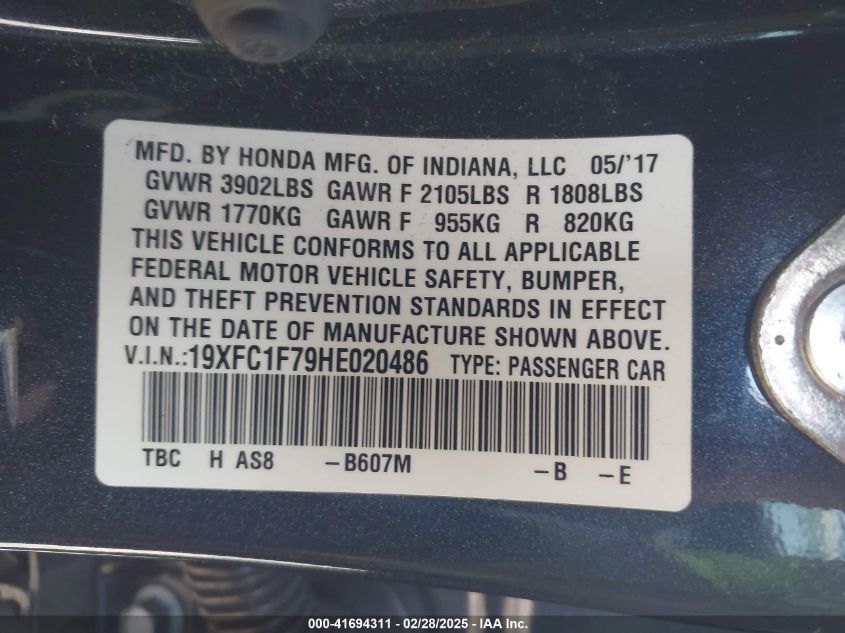 MFD. BY HONDA MFG. OF INDIANA, LLC 05/'17
GVWR 3902LBS GAWR F 2105LBS R 1808LBS
GVWR 1770KG GAWR F 955KG R 820KG
THIS VEHICLE CONFORMS TO ALL APPLICABLE
FEDERAL MOTOR VEHICLE SAFETY, BUMPER,
AND THEFT PREVENTION STANDARDS IN EFFECT
ON THE DATE OF MANUFACTURE SHOWN ABOVE.
V.I.N.:19XFC1F79HE020486 TYPE: PASSENGER CAR
TBC H AS8 -B607M -B -E
000-41694311 / 02/28/2025 - IAA Inc.